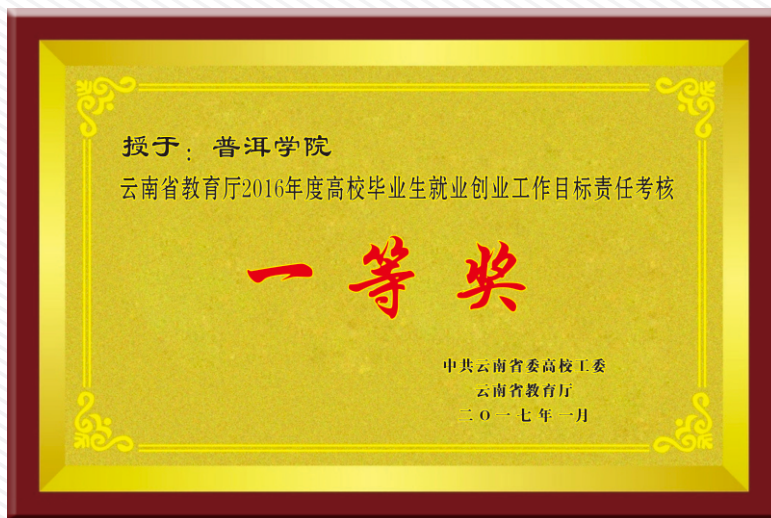 授于：普洱学院
云南省教育厅2016年度高校毕业生就业创业工作目标责任考核
一等奖
中共云南省委高校工委
云南省教育厅
二O一七年一月